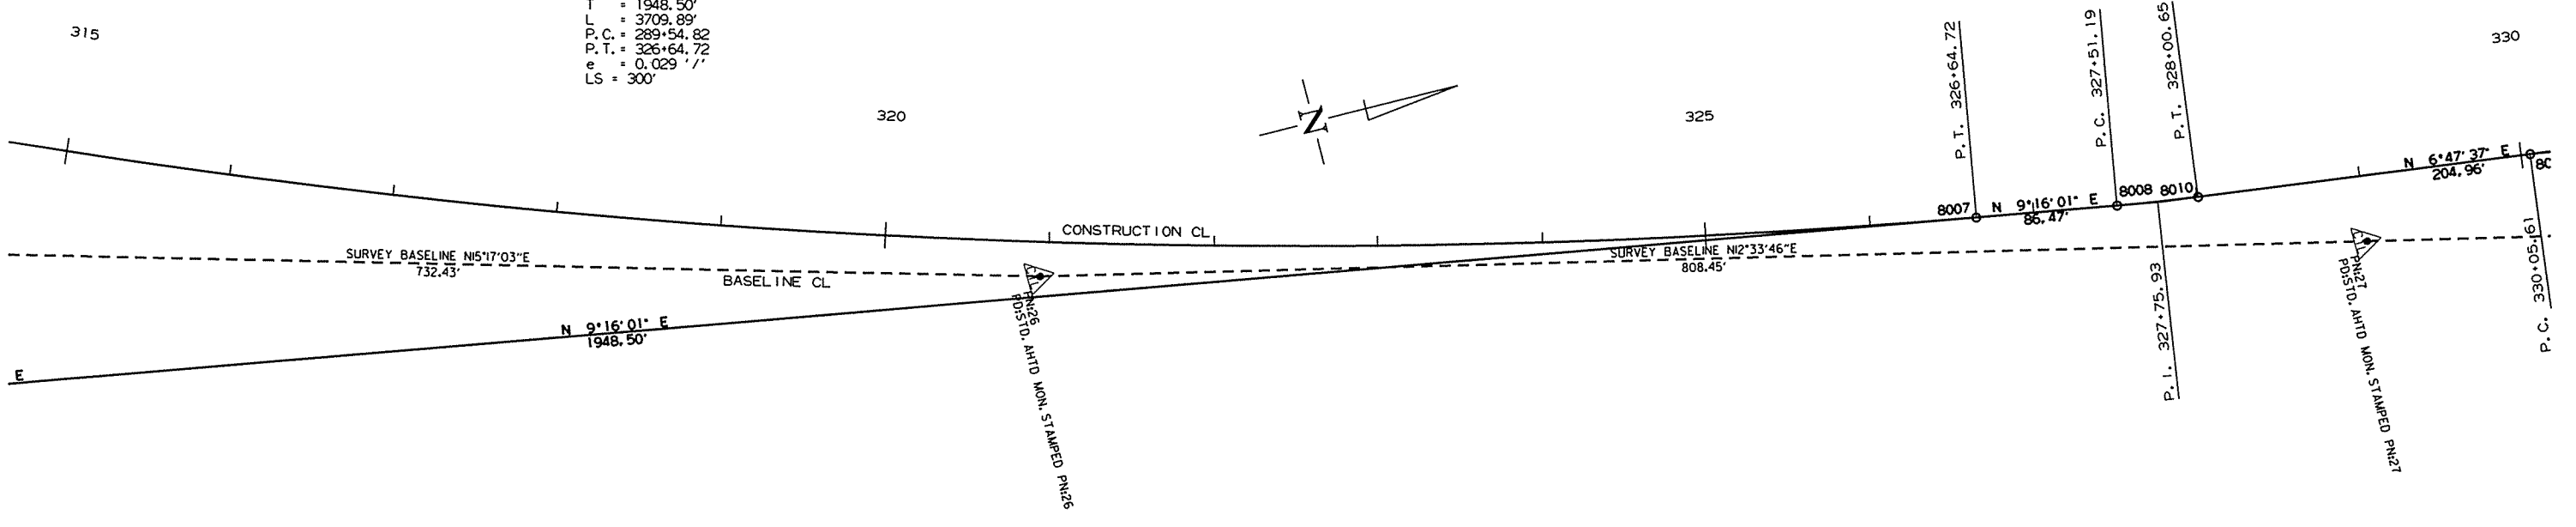 T = 1948.50'
L = 3709.89'
P.C. = 289+54.82
P.T. = 326+64.72
e = 0.029 '/'
LS = 300'
315
320
325
330
N
P.T. 326+64.72
P.C. 327+51.19
P.T. 328+00.65
CONSTRUCTION CL
8007
N 9°16'01" E
86.47'
8008
8010
N 6°47'37" E
204.96'
80
SURVEY BASELINE N15°17'03"E
732.43'
BASELINE CL
SURVEY BASELINE N12°33'46"E
808.45'
PN:26
PD:STD. AHTD MON. STAMPED PN:26
PN:27
PD:STD. AHTD MON. STAMPED PN:27
P.I. 327+75.93
P.C. 330+05.61
N 9°16'01" E
1948.50'
E